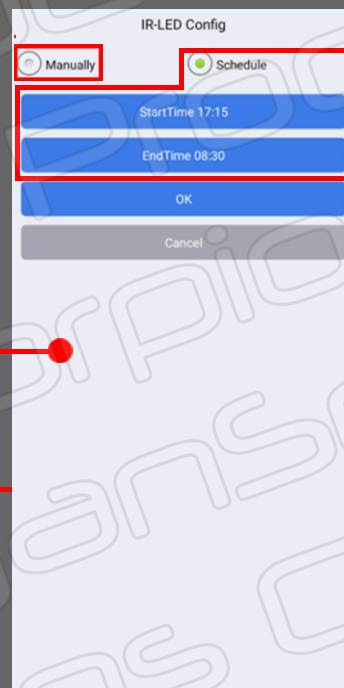 IR-LED Config
Manually
Schedule
StartTime 17:15
EndTime 08:30
OK
Cancel